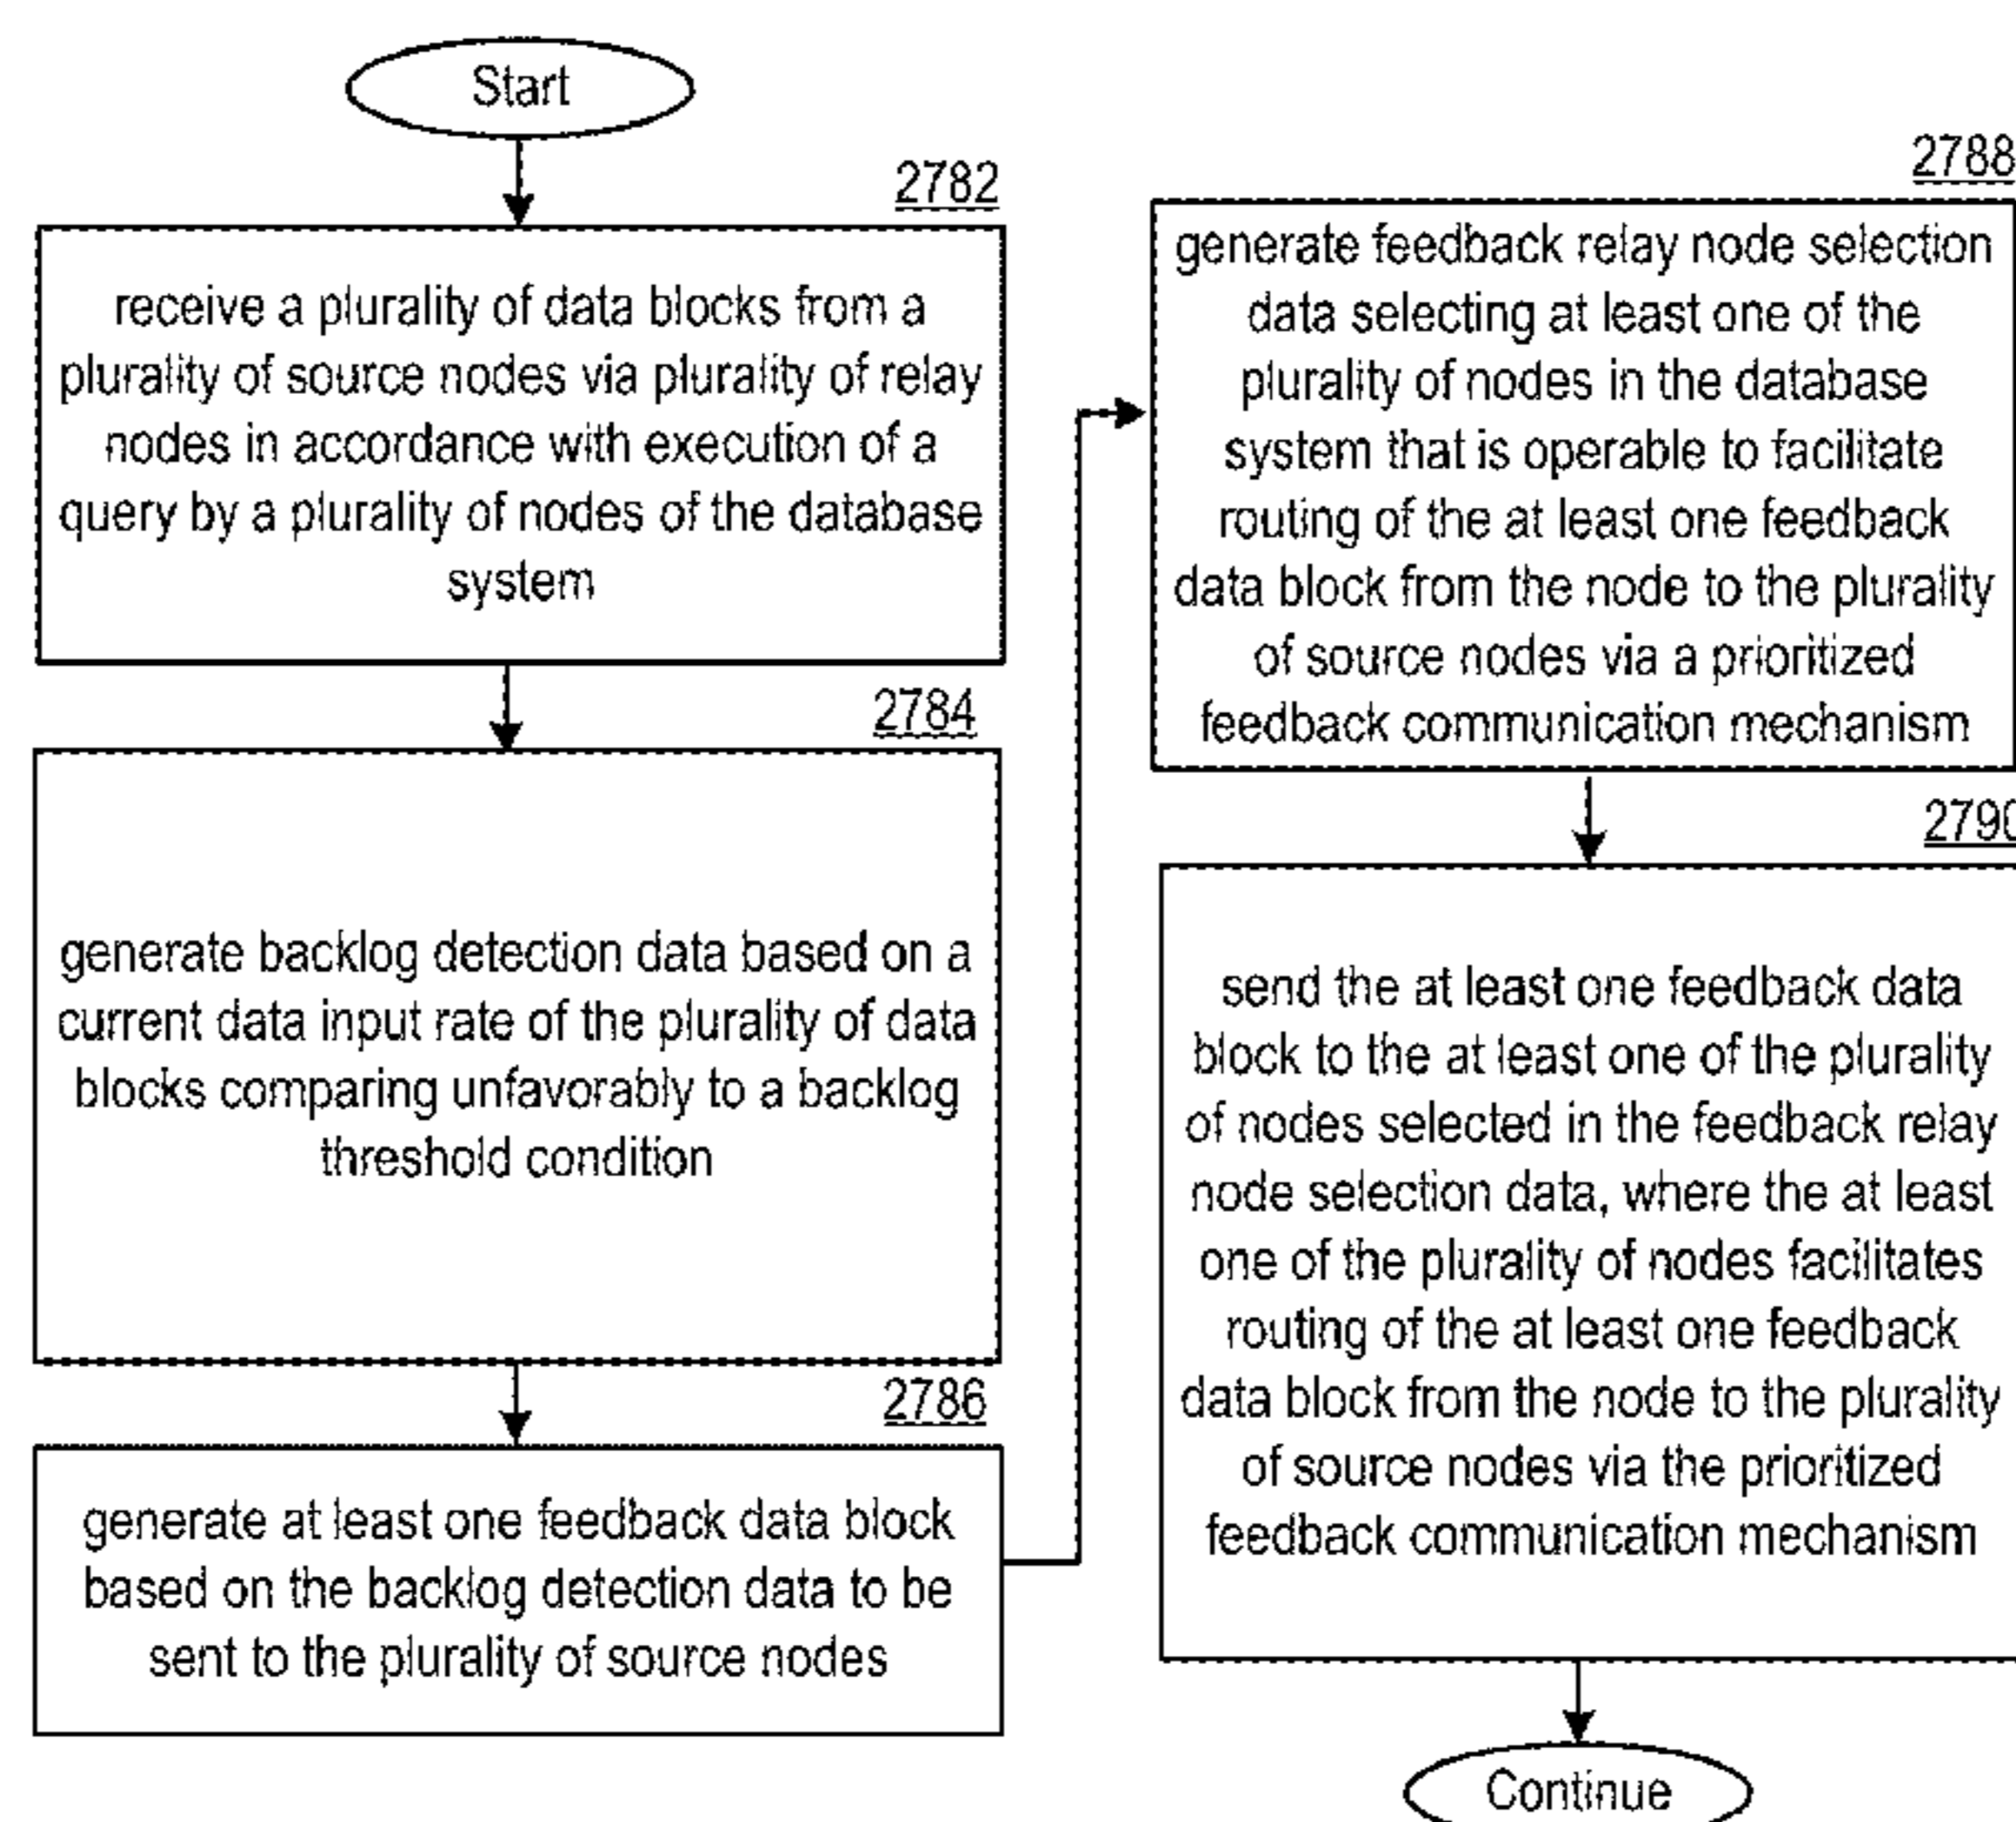 Start
2782
receive a plurality of data blocks from a
plurality of source nodes via plurality of relay
nodes in accordance with execution of a
query by a plurality of nodes of the database
system
2784
generate backlog detection data based on a
current data input rate of the plurality of data
blocks comparing unfavorably to a backlog
threshold condition
2786
generate at least one feedback data block
based on the backlog detection data to be
sent to the plurality of source nodes
2788
generate feedback relay node selection
data selecting at least one of the
plurality of nodes in the database
system that is operable to facilitate
routing of the at least one feedback
data block from the node to the plurality
of source nodes via a prioritized
feedback communication mechanism
2790
send the at least one feedback data
block to the at least one of the plurality
of nodes selected in the feedback relay
node selection data, where the at least
one of the plurality of nodes facilitates
routing of the at least one feedback
data block from the node to the plurality
of source nodes via the prioritized
feedback communication mechanism
Continue